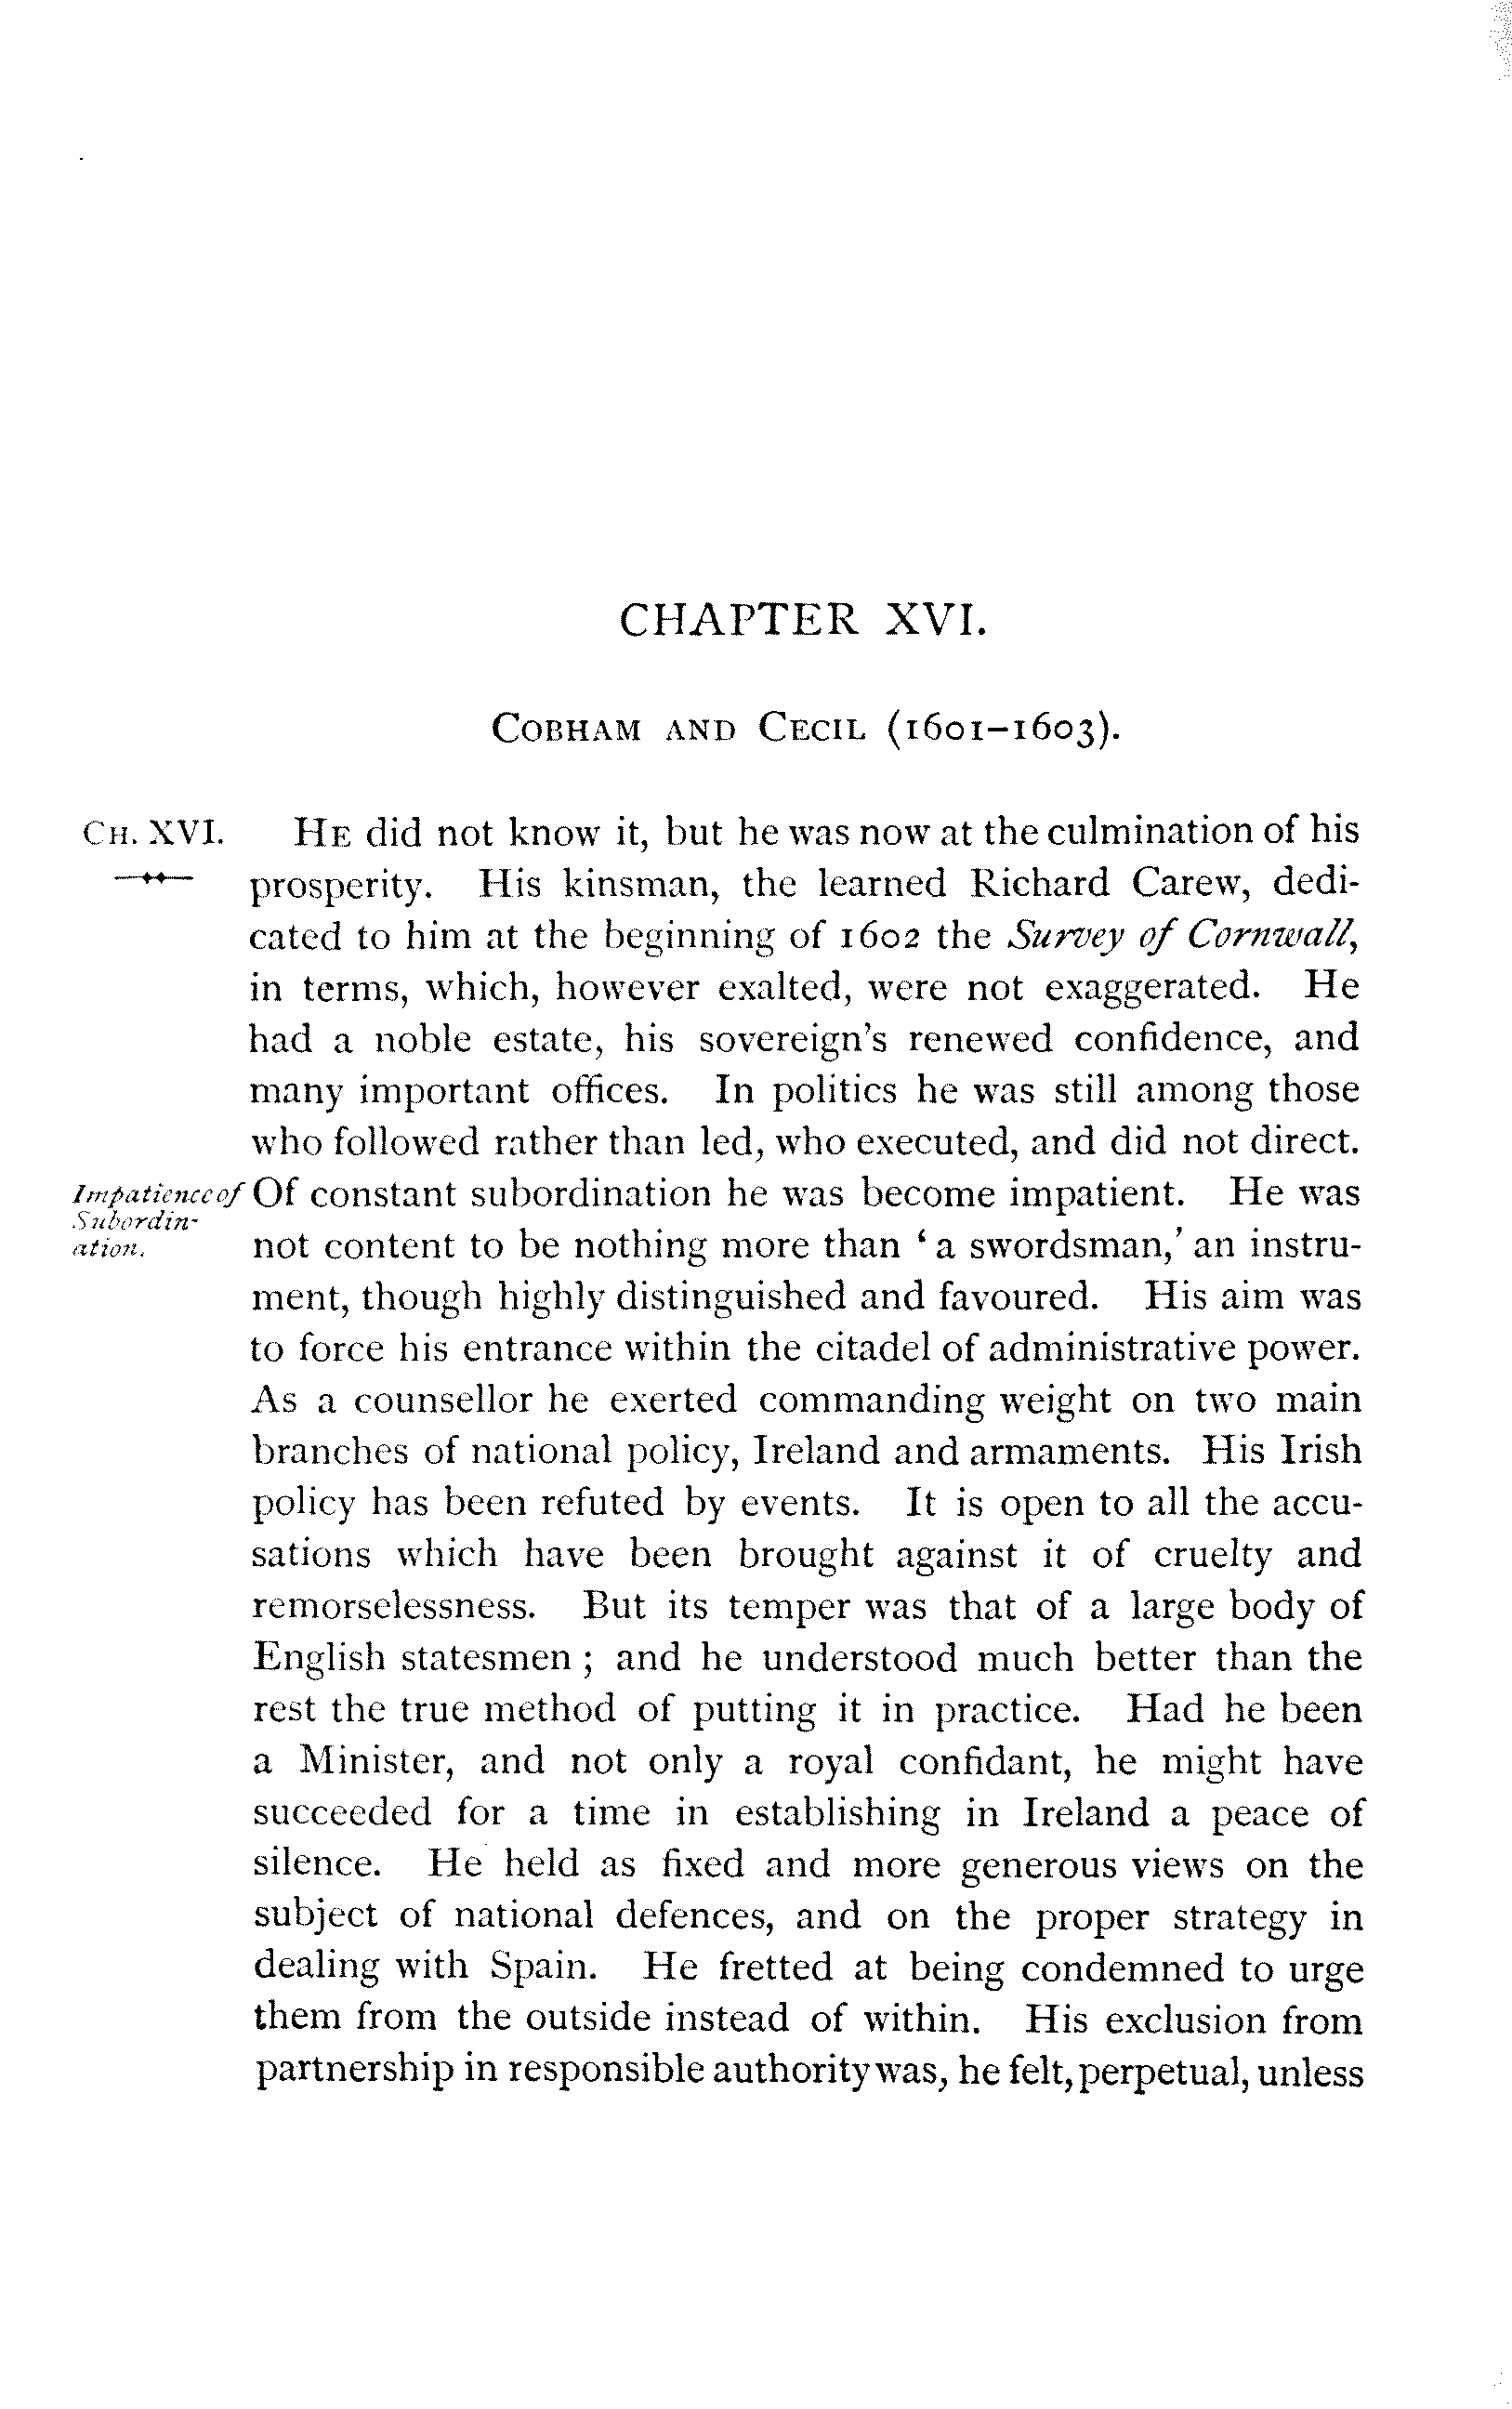 CHAPTER XVI.
COBHAM AND CECIL (1601–1603).
CH. XVI.
HE did not know it, but he was now at the culmination of his
prosperity. His kinsman, the learned Richard Carew, dedi-
cated to him at the beginning of 1602 the Survey of Cornwall,
in terms, which, however exalted, were not exaggerated. He
had a noble estate, his sovereign's renewed confidence, and
many important offices. In politics he was still among those
who followed rather than led, who executed, and did not direct.
Impatience of
Subordin-
ation.
Of constant subordination he was become impatient. He was
not content to be nothing more than ‘ a swordsman,’ an instru-
ment, though highly distinguished and favoured. His aim was
to force his entrance within the citadel of administrative power.
As a counsellor he exerted commanding weight on two main
branches of national policy, Ireland and armaments. His Irish
policy has been refuted by events. It is open to all the accu-
sations which have been brought against it of cruelty and
remorselessness. But its temper was that of a large body of
English statesmen ; and he understood much better than the
rest the true method of putting it in practice. Had he been
a Minister, and not only a royal confidant, he might have
succeeded for a time in establishing in Ireland a peace of
silence. He held as fixed and more generous views on the
subject of national defences, and on the proper strategy in
dealing with Spain. He fretted at being condemned to urge
them from the outside instead of within. His exclusion from
partnership in responsible authority was, he felt, perpetual, unless